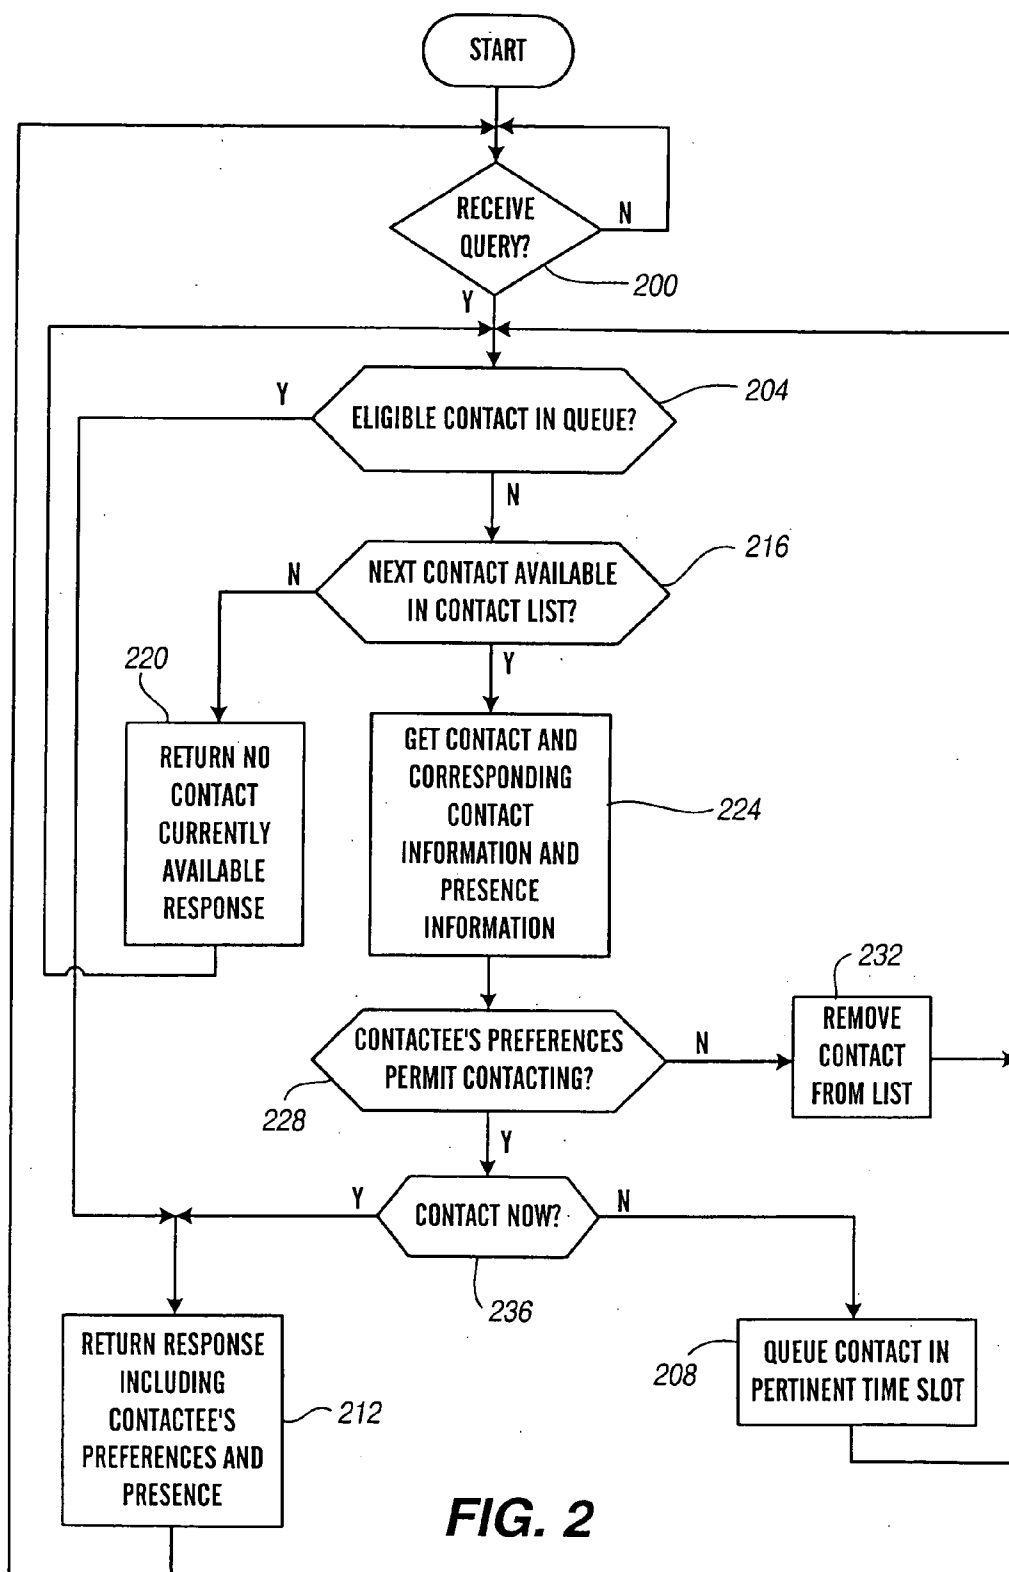 START
RECEIVE
QUERY?
N
200
Y
Y
ELIGIBLE CONTACT IN QUEUE?
204
N
NEXT CONTACT AVAILABLE
IN CONTACT LIST?
216
N
Y
220
RETURN NO
CONTACT
CURRENTLY
AVAILABLE
RESPONSE
GET CONTACT AND
CORRESPONDING
CONTACT
INFORMATION AND
PRESENCE
INFORMATION
224
CONTACTEE'S PREFERENCES
PERMIT CONTACTING?
228
N
232
REMOVE
CONTACT
FROM LIST
Y
Y
CONTACT NOW?
N
236
RETURN RESPONSE
INCLUDING
CONTACTEE'S
PREFERENCES AND
PRESENCE
212
208
QUEUE CONTACT IN
PERTINENT TIME SLOT
FIG. 2